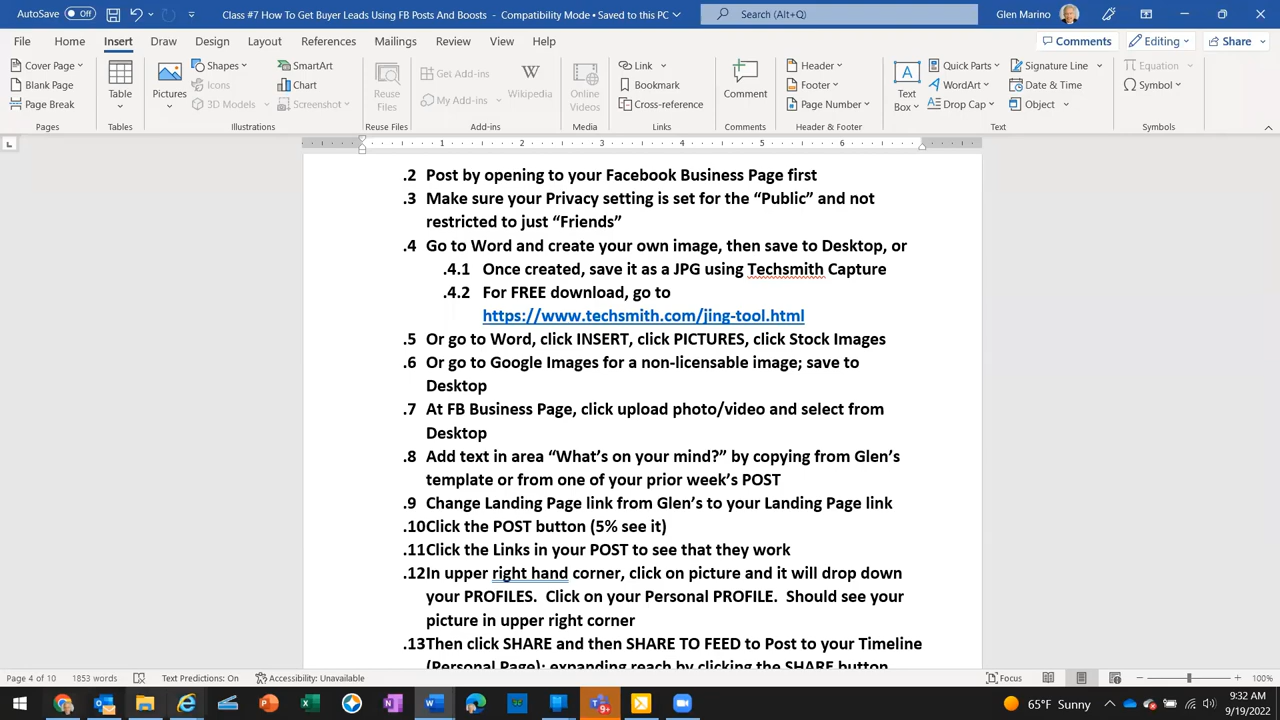 AutoSave Off
Class #7 How To Get Buyer Leads Using FB Posts And Boosts - Compatibility Mode • Saved to this PC
Search (Alt+Q)
Glen Marino
File Home Insert Draw Design Layout References Mailings Review View Help
Comments Editing Share
Cover Page
Blank Page
Page Break
Pages
Table
Tables
Pictures
Shapes
Icons
3D Models
SmartArt
Chart
Screenshot
Illustrations
Reuse
Files
Reuse Files
Get Add-ins
My Add-ins
Wikipedia
Add-ins
Online
Videos
Media
Link
Bookmark
Cross-reference
Links
Comment
Comments
Header
Footer
Page Number
Header & Footer
Text
Box
Quick Parts
WordArt
Drop Cap
Signature Line
Date & Time
Object
Text
Equation
Symbol
Symbols
1 2 3 4 5 6
.2 Post by opening to your Facebook Business Page first
.3 Make sure your Privacy setting is set for the “Public” and not
restricted to just “Friends”
.4 Go to Word and create your own image, then save to Desktop, or
.4.1 Once created, save it as a JPG using Techsmith Capture
.4.2 For FREE download, go to
https://www.techsmith.com/jing-tool.html
.5 Or go to Word, click INSERT, click PICTURES, click Stock Images
.6 Or go to Google Images for a non-licensable image; save to
Desktop
.7 At FB Business Page, click upload photo/video and select from
Desktop
.8 Add text in area “What’s on your mind?” by copying from Glen’s
template or from one of your prior week’s POST
.9 Change Landing Page link from Glen’s to your Landing Page link
.10Click the POST button (5% see it)
.11Click the Links in your POST to see that they work
.12In upper right hand corner, click on picture and it will drop down
your PROFILES.  Click on your Personal PROFILE.  Should see your
picture in upper right corner
.13Then click SHARE and then SHARE TO FEED to Post to your Timeline
(Personal Page); expanding reach by clicking the SHARE button
Page 4 of 10 1853 words Text Predictions: On Accessibility: Unavailable
Focus 100%
9+
65°F Sunny
9:32 AM
9/19/2022